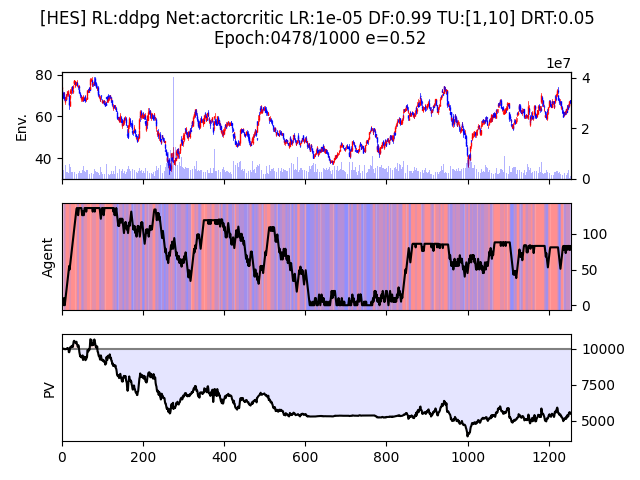 [HES] RL:ddpg Net:actorcritic LR:1e-05 DF:0.99 TU:[1,10] DRT:0.05
Epoch:0478/1000 e=0.52
1e7
80
60
40
Env.
4
2
0
Agent
100
50
0
PV
10000
7500
5000
0 200 400 600 800 1000 1200